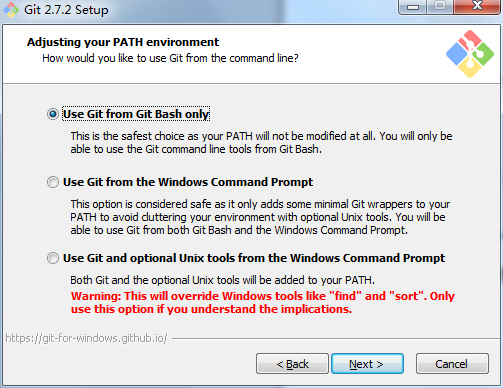 Git 2.7.2 Setup
Adjusting your PATH environment
How would you like to use Git from the command line?
Use Git from Git Bash only
This is the safest choice as your PATH will not be modified at all. You will only
be able to use the Git command line tools from Git Bash.
Use Git from the Windows Command Prompt
This option is considered safe as it only adds some minimal Git wrappers to your
PATH to avoid cluttering your environment with optional Unix tools. You will be
able to use Git from both Git Bash and the Windows Command Prompt.
Use Git and optional Unix tools from the Windows Command Prompt
Both Git and the optional Unix tools will be added to your PATH.
Warning: This will override Windows tools like "find" and "sort". Only
use this option if you understand the implications.
https://git-for-windows.github.io/
< Back Next > Cancel